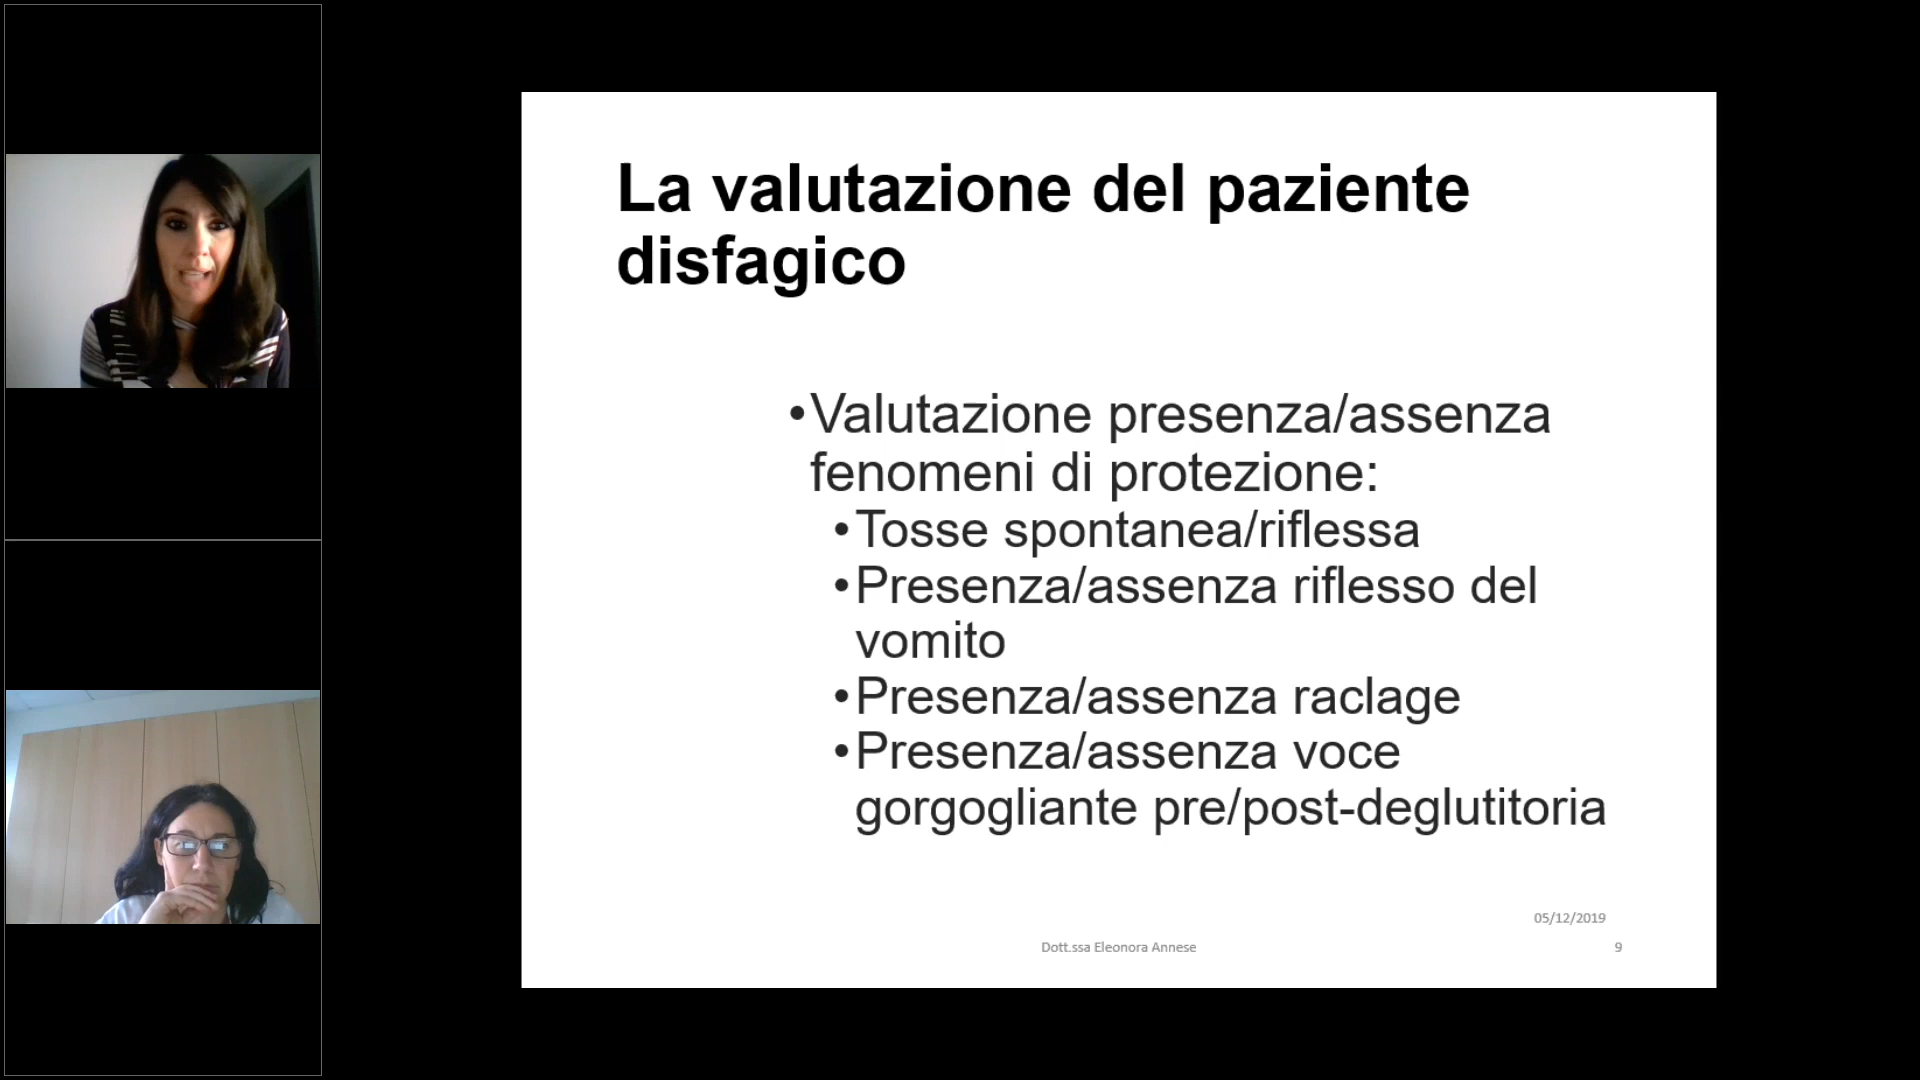 La valutazione del paziente
disfagico
•Valutazione presenza/assenza
fenomeni di protezione:
•Tosse spontanea/riflessa
•Presenza/assenza riflesso del
vomito
•Presenza/assenza raclage
•Presenza/assenza voce
gorgogliante pre/post-deglutitoria
05/12/2019
Dott.ssa Eleonora Annese
9